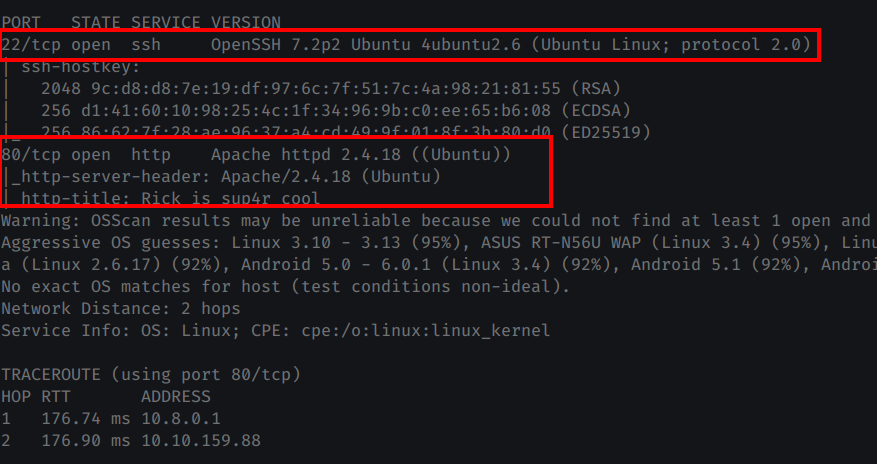 PORT   STATE SERVICE VERSION
22/tcp open  ssh     OpenSSH 7.2p2 Ubuntu 4ubuntu2.6 (Ubuntu Linux; protocol 2.0)
| ssh-hostkey:
|   2048 9c:d8:d8:7e:19:df:97:6c:7f:51:7c:4a:98:21:81:55 (RSA)
|   256 d1:41:60:10:98:25:4c:1f:34:96:9b:c0:ee:65:b6:08 (ECDSA)
|_  256 86:62:7f:28:ae:96:37:a4:cd:49:9f:01:8f:3b:80:d0 (ED25519)
80/tcp open  http    Apache httpd 2.4.18 ((Ubuntu))
|_http-server-header: Apache/2.4.18 (Ubuntu)
|_http-title: Rick is sup4r cool
Warning: OSScan results may be unreliable because we could not find at least 1 open and
Aggressive OS guesses: Linux 3.10 - 3.13 (95%), ASUS RT-N56U WAP (Linux 3.4) (95%), Linu
a (Linux 2.6.17) (92%), Android 5.0 - 6.0.1 (Linux 3.4) (92%), Android 5.1 (92%), Androi
No exact OS matches for host (test conditions non-ideal).
Network Distance: 2 hops
Service Info: OS: Linux; CPE: cpe:/o:linux:linux_kernel
TRACEROUTE (using port 80/tcp)
HOP RTT       ADDRESS
1   176.74 ms 10.8.0.1
2   176.90 ms 10.10.159.88